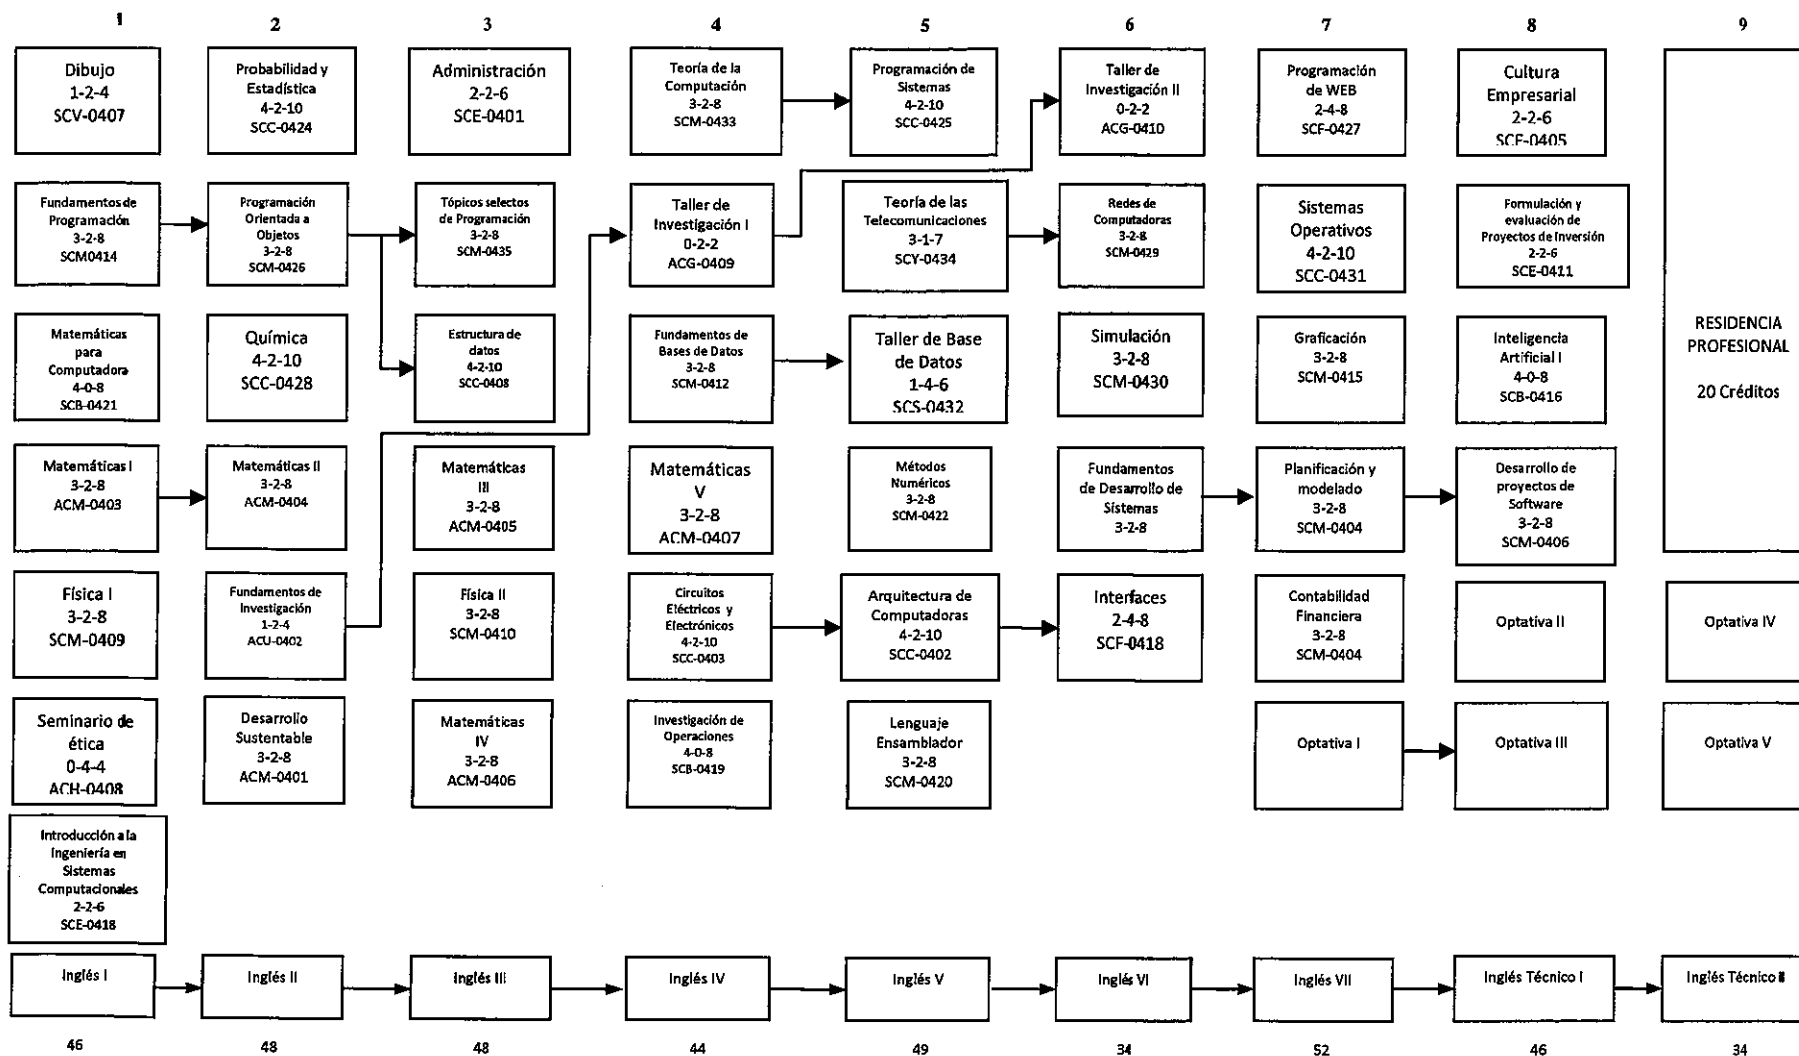 1
2
3
4
5
6
7
8
9
Dibujo
1-2-4
SCV-0407
Probabilidad y
Estadística
4-2-10
SCC-0424
Administración
2-2-6
SCE-0401
Teoría de la
Computación
3-2-8
SCM-0433
Programación de
Sistemas
4-2-10
SCC-0425
Taller de
Investigación II
0-2-2
ACG-0410
Programación
de WEB
2-4-8
SCF-0427
Cultura
Empresarial
2-2-6
SCE-0405
Fundamentos de
Programación
3-2-8
SCM0414
Programación
Orientada a
Objetos
3-2-8
SCM-0426
Tópicos selectos
de Programación
3-2-8
SCM-0435
Taller de
Investigación I
0-2-2
ACG-0409
Teoría de las
Telecomunicaciones
3-1-7
SCY-0434
Redes de
Computadoras
3-2-8
SCM-0429
Sistemas
Operativos
4-2-10
SCC-0431
Formulación y
evaluación de
Proyectos de Inversión
2-2-6
SCE-0411
Matemáticas
para
Computadora
4-0-8
SCB-0421
Química
4-2-10
SCC-0428
Estructura de
datos
4-2-10
SCC-0408
Fundamentos de
Bases de Datos
3-2-8
SCM-0412
Taller de Base
de Datos
1-4-6
SCS-0432
Simulación
3-2-8
SCM-0430
Graficación
3-2-8
SCM-0415
Inteligencia
Artificial I
4-0-8
SCB-0416
RESIDENCIA
PROFESIONAL
20 Créditos
Matemáticas I
3-2-8
ACM-0403
Matemáticas II
3-2-8
ACM-0404
Matemáticas
III
3-2-8
ACM-0405
Matemáticas
V
3-2-8
ACM-0407
Métodos
Numéricos
3-2-8
SCM-0422
Fundamentos
de Desarrollo de
Sistemas
3-2-8
Planificación y
modelado
3-2-8
SCM-0404
Desarrollo de
proyectos de
Software
3-2-8
SCM-0406
Física I
3-2-8
SCM-0409
Fundamentos de
Investigación
1-2-4
ACU-0402
Física II
3-2-8
SCM-0410
Circuitos
Eléctricos y
Electrónicos
4-2-10
SCC-0403
Arquitectura de
Computadoras
4-2-10
SCC-0402
Interfaces
2-4-8
SCF-0418
Contabilidad
Financiera
3-2-8
SCM-0404
Optativa II
Optativa IV
Seminario de
ética
0-4-4
ACH-0408
Desarrollo
Sustentable
3-2-8
ACM-0401
Matemáticas
IV
3-2-8
ACM-0406
Investigación de
Operaciones
4-0-8
SCB-0419
Lenguaje
Ensamblador
3-2-8
SCM-0420
Optativa I
Optativa III
Optativa V
Introducción a la
Ingeniería en
Sistemas
Computacionales
2-2-6
SCE-0418
Inglés I
Inglés II
Inglés III
Inglés IV
Inglés V
Inglés VI
Inglés VII
Inglés Técnico I
Inglés Técnico II
46
48
48
44
49
34
52
46
34